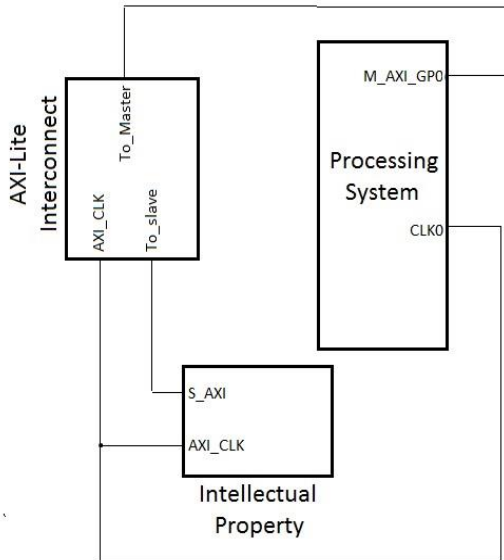 AXI-Lite
Interconnect
To_Master
AXI_CLK
To_slave
M_AXI_GP0
Processing
System
CLK0
S_AXI
AXI_CLK
Intellectual
Property